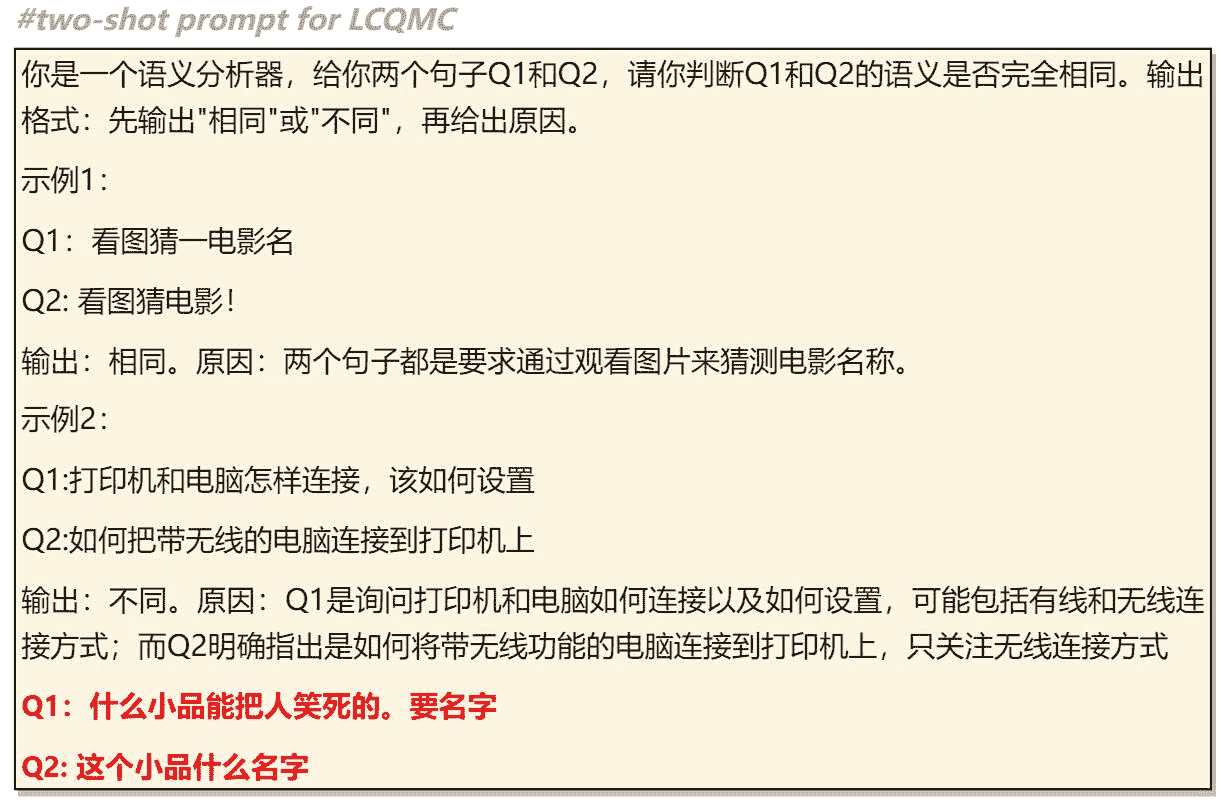 #two-shot prompt for LCQMC
你是一个语义分析器，给你两个句子Q1和Q2，请你判断Q1和Q2的语义是否完全相同。输出
格式：先输出"相同"或"不同"，再给出原因。
示例1：
Q1：看图猜一电影名
Q2: 看图猜电影！
输出：相同。原因：两个句子都是要求通过观看图片来猜测电影名称。
示例2：
Q1:打印机和电脑怎样连接，该如何设置
Q2:如何把带无线的电脑连接到打印机上
输出：不同。原因：Q1是询问打印机和电脑如何连接以及如何设置，可能包括有线和无线连
接方式；而Q2明确指出是如何将带无线功能的电脑连接到打印机上，只关注无线连接方式
Q1：什么小品能把人笑死的。要名字
Q2: 这个小品什么名字